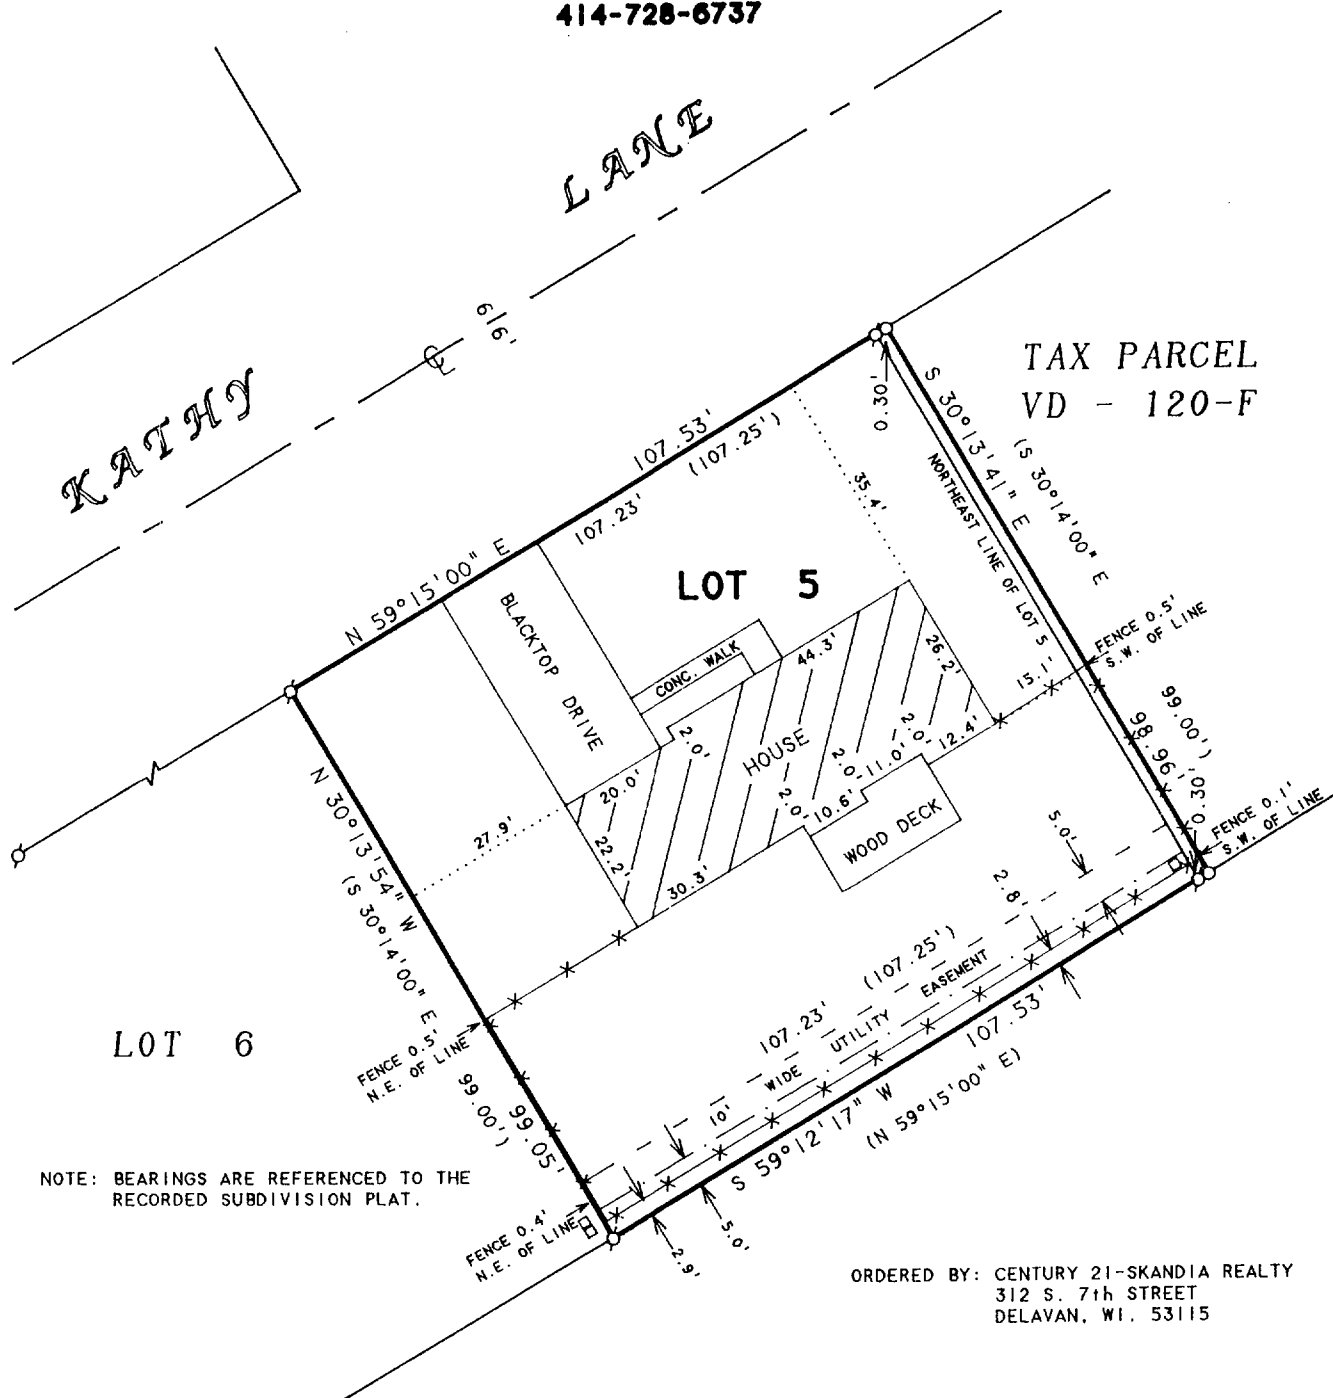 414-728-6737
KATHY LANE
6|6'
℄
TAX PARCEL
VD - 120-F
N 59°15'00" E
107.53'
(107.25')
107.23'
0.30'
S 30°13'41" E
(S 30°14'00" E
NORTHEAST LINE OF LOT 5
35.4'
LOT 5
BLACKTOP DRIVE
CONC. WALK
44.3'
26.2'
15.1'
FENCE 0.5'
S.W. OF LINE
99.00')
98.96'
0.30'
FENCE 0.1'
S.W. OF LINE
2.0'
HOUSE
2.0'
2.0'
2.0'
11.0'
12.4'
10.6'
20.0'
22.2'
30.3'
27.9'
WOOD DECK
5.0'
2.8'
N 30°13'54" W
(S 30°14'00" E
99.00')
99.05'
LOT 6
FENCE 0.5'
N.E. OF LINE
107.23' (107.25')
10' WIDE UTILITY EASEMENT
107.53'
S 59°12'17" W
(N 59°15'00" E)
NOTE: BEARINGS ARE REFERENCED TO THE
RECORDED SUBDIVISION PLAT.
FENCE 0.4'
N.E. OF LINE
5.0'
2.9'
ORDERED BY: CENTURY 21-SKANDIA REALTY
312 S. 7th STREET
DELAVAN, WI. 53115